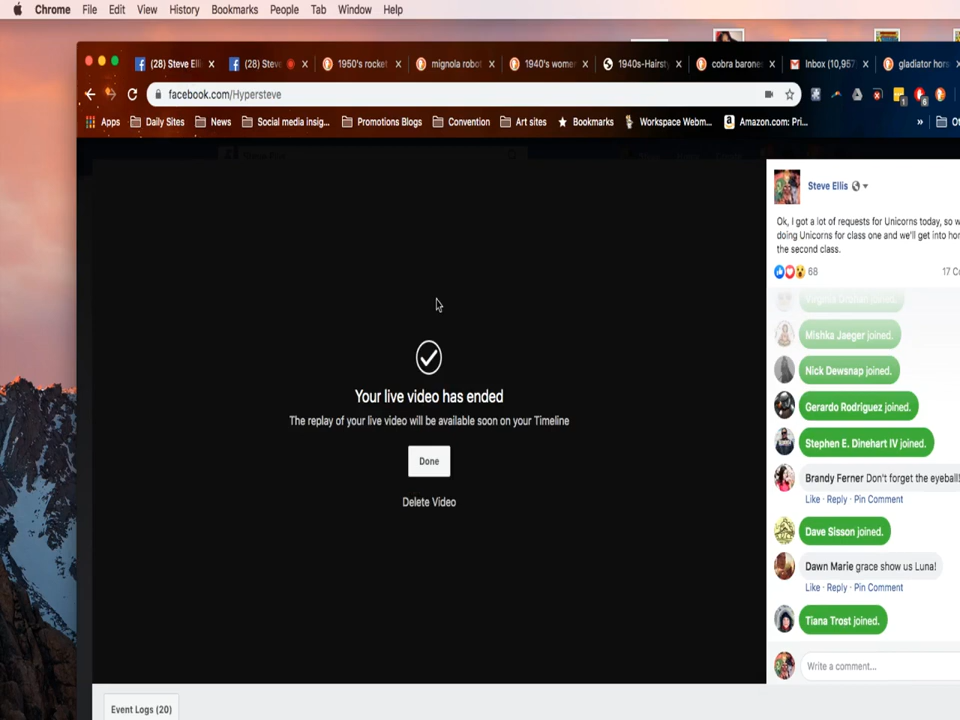 Chrome File Edit View History Bookmarks People Tab Window Help
(28) Steve Elli
(28) Steve
1950's rocket
mignola robot
1940's wome
1940s-Hairsty
cobra barone
Inbox (10,957
gladiator hors
facebook.com/Hypersteve
Apps Daily Sites News Social media insig... Promotions Blogs Convention Art sites Bookmarks Workspace Webm... Amazon.com: Pri... » Ot
Steve Ellis
Ok, I got a lot of requests for Unicorns today, so w
doing Unicorns for class one and we'll get into hor
the second class.
68
17 Co
Mishka Jaeger joined.
Nick Dewsnap joined.
Gerardo Rodriguez joined.
Stephen E. Dinehart IV joined.
Brandy Ferner Don't forget the eyeball!
Like · Reply · Pin Comment
Dave Sisson joined.
Dawn Marie grace show us Luna!
Like · Reply · Pin Comment
Tiana Trost joined.
Write a comment...
Your live video has ended
The replay of your live video will be available soon on your Timeline
Done
Delete Video
Event Logs (20)